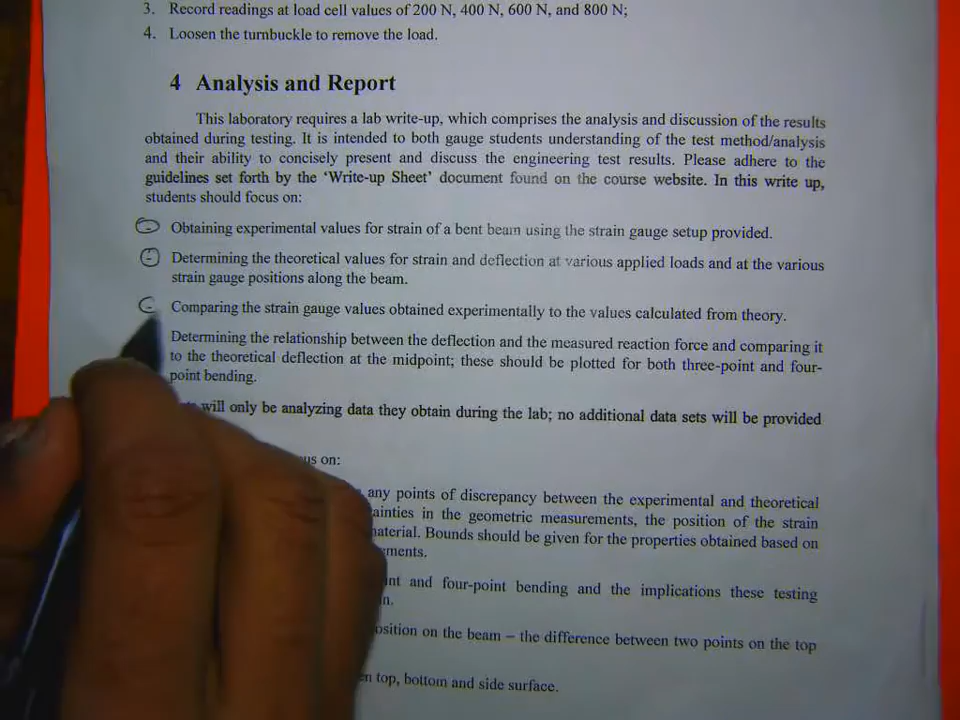 3. Record readings at load cell values of 200 N, 400 N, 600 N, and 800 N;
4. Loosen the turnbuckle to remove the load.
4 Analysis and Report
This laboratory requires a lab write-up, which comprises the analysis and discussion of the results
obtained during testing. It is intended to both gauge students understanding of the test method/analysis
and their ability to concisely present and discuss the engineering test results. Please adhere to the
guidelines set forth by the ‘Write-up Sheet’ document found on the course website. In this write up,
students should focus on:
Obtaining experimental values for strain of a bent beam using the strain gauge setup provided.
Determining the theoretical values for strain and deflection at various applied loads and at the various
strain gauge positions along the beam.
Comparing the strain gauge values obtained experimentally to the values calculated from theory.
Determining the relationship between the deflection and the measured reaction force and comparing it
to the theoretical deflection at the midpoint; these should be plotted for both three-point and four-
point bending.
will only be analyzing data they obtain during the lab; no additional data sets will be provided
on:
any points of discrepancy between the experimental and theoretical
in the geometric measurements, the position of the strain
Bounds should be given for the properties obtained based on
and four-point bending and the implications these testing
on the beam – the difference between two points on the top
top, bottom and side surface.